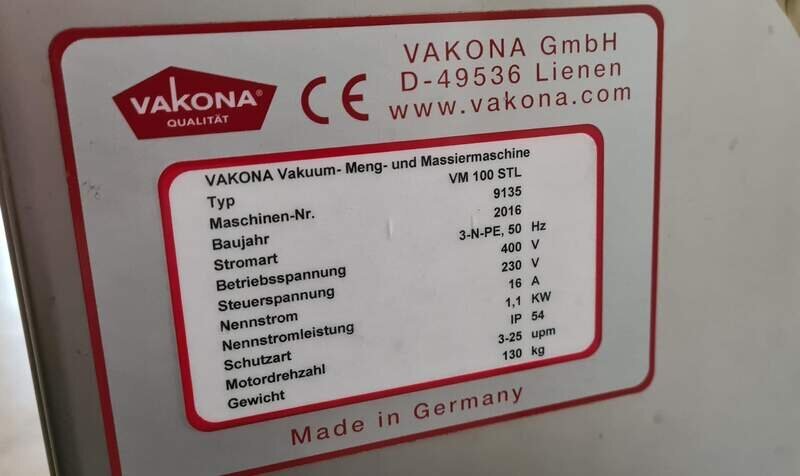 VAKONA®
QUALITÄT
CE
VAKONA GmbH
D-49536 Lienen
www.vakona.com
VAKONA Vakuum- Meng- und Massiermaschine
Typ VM 100 STL
Maschinen-Nr. 9135
Baujahr 2016
Stromart 3-N-PE, 50 Hz
Betriebsspannung 400 V
Steuerspannung 230 V
Nennstrom 16 A
Nennstromleistung 1,1 KW
Schutzart IP 54
Motordrehzahl 3-25 upm
Gewicht 130 kg
Made in Germany